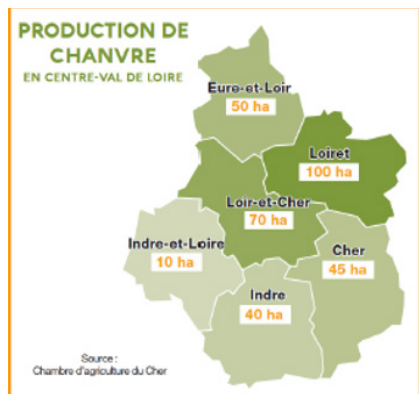 PRODUCTION DE
CHANVRE
EN CENTRE-VAL DE LOIRE
Eure-et-Loir
50 ha
Loiret
100 ha
Loir-et-Cher
70 ha
Indre-et-Loire
10 ha
Cher
45 ha
Indre
40 ha
Source :
Chambre d'agriculture du Cher